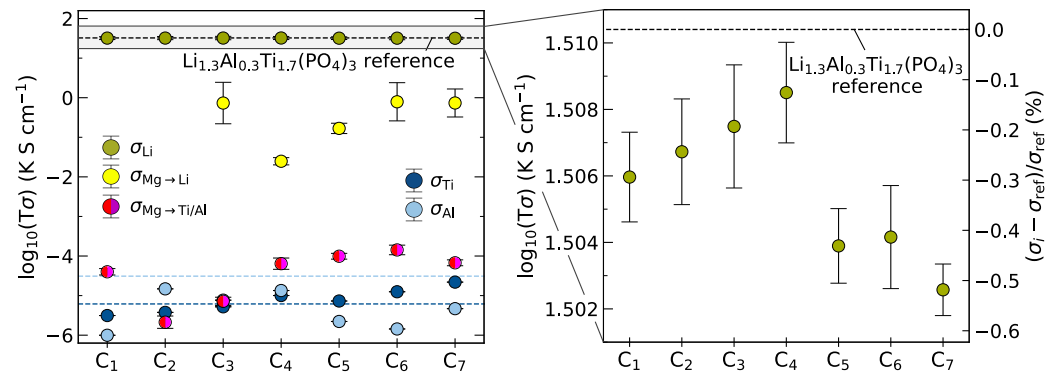 log₁₀(Tσ) (K S cm⁻¹)
2
0
−2
−4
−6
Li₁.₃Al₀.₃Ti₁.₇(PO₄)₃ reference
σLi
σMg→Li
σMg→Ti/Al
σTi
σAl
C₁ C₂ C₃ C₄ C₅ C₆ C₇
log₁₀(Tσ) (K S cm⁻¹)
1.510
1.508
1.506
1.504
1.502
Li₁.₃Al₀.₃Ti₁.₇(PO₄)₃
reference
C₁ C₂ C₃ C₄ C₅ C₆ C₇
0.0
−0.1
−0.2
−0.3
−0.4
−0.5
−0.6
(σᵢ − σref)/σref (%)